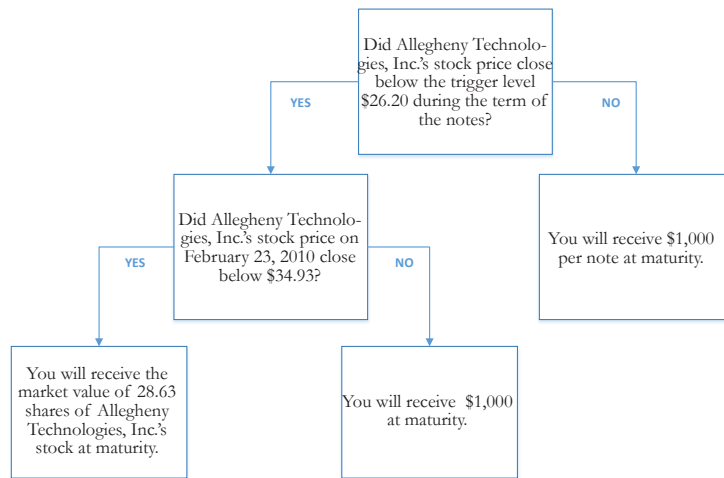 Did Allegheny Technolo-
gies, Inc.'s stock price close
below the trigger level
$26.20 during the term of
the notes?
YES
NO
Did Allegheny Technolo-
gies, Inc.'s stock price on
February 23, 2010 close
below $34.93?
You will receive $1,000
per note at maturity.
YES
NO
You will receive the
market value of 28.63
shares of Allegheny
Technologies, Inc.'s
stock at maturity.
You will receive $1,000
at maturity.